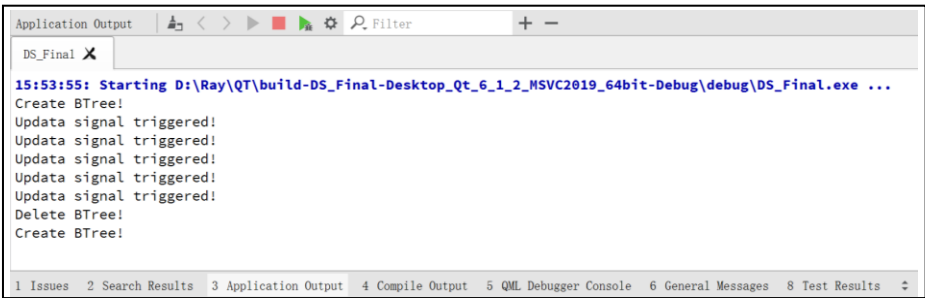 Application Output Filter
DS_Final
15:53:55: Starting D:\Ray\QT\build-DS_Final-Desktop_Qt_6_1_2_MSVC2019_64bit-Debug\debug\DS_Final.exe ...
Create BTree!
Updata signal triggered!
Updata signal triggered!
Updata signal triggered!
Updata signal triggered!
Updata signal triggered!
Delete BTree!
Create BTree!
1 Issues 2 Search Results 3 Application Output 4 Compile Output 5 QML Debugger Console 6 General Messages 8 Test Results